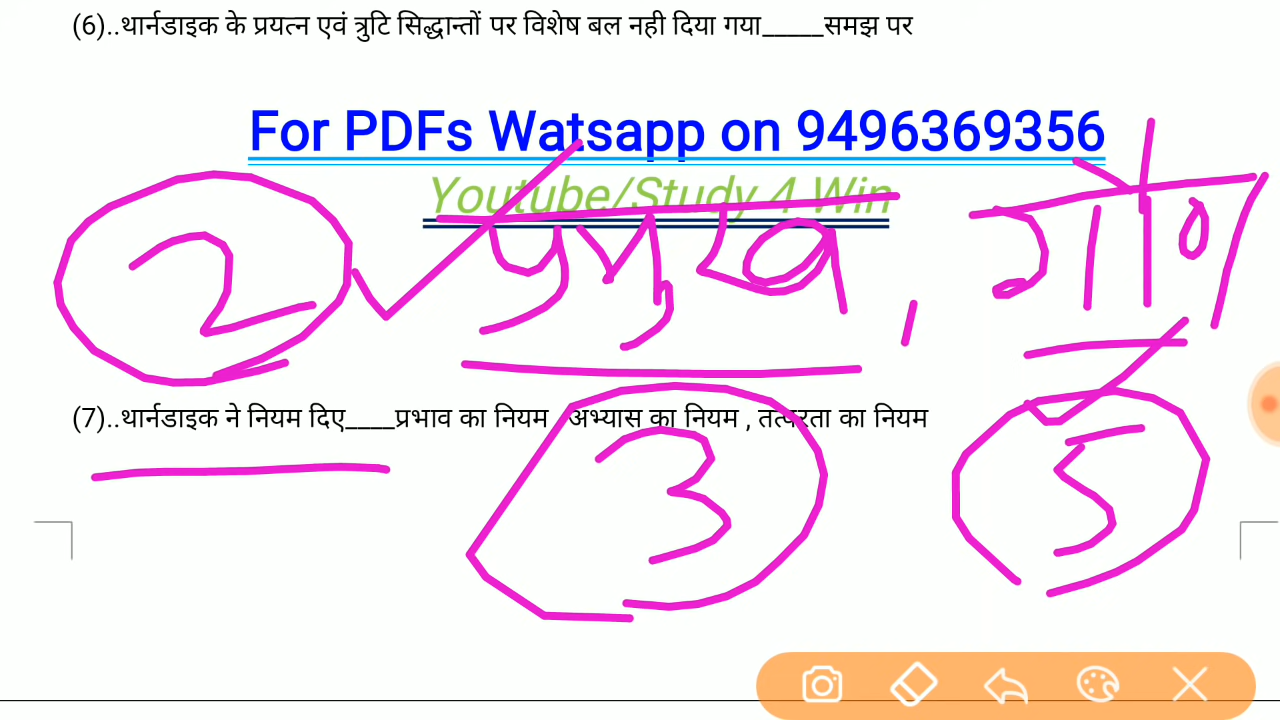 (6)..थार्नडाइक के प्रयत्न एवं त्रुटि सिद्धान्तों पर विशेष बल नही दिया गया_____समझ पर
For PDFs Watsapp on 9496369356
Youtube/Study 4 Win
2 प्रमुख , गौण
(7)..थार्नडाइक ने नियम दिए____प्रभाव का नियम , अभ्यास का नियम , तत्परता का नियम
3 5